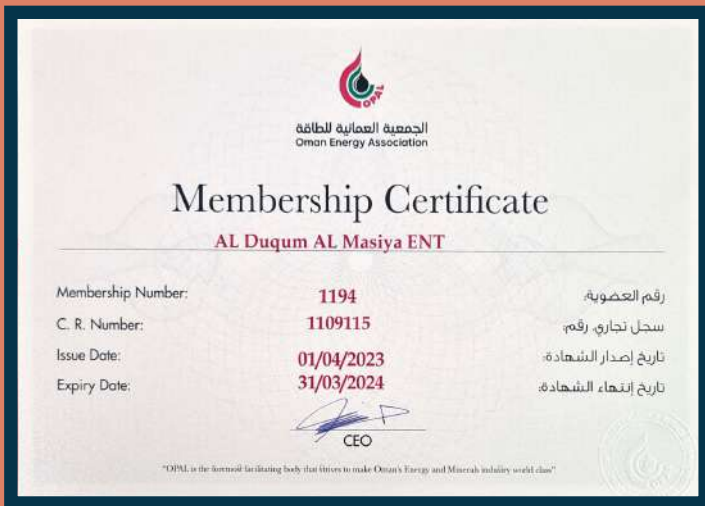 OPAL
الجمعية العمانية للطاقة
Oman Energy Association
Membership Certificate
AL Duqum AL Masiya ENT
Membership Number: 1194 رقم العضوية:
C. R. Number: 1109115 سجل تجاري رقم:
Issue Date: 01/04/2023 تاريخ إصدار الشهادة:
Expiry Date: 31/03/2024 تاريخ إنتهاء الشهادة:
CEO
"OPAL is the foremost facilitating body that strives to make Oman's Energy and Minerals industry world class"